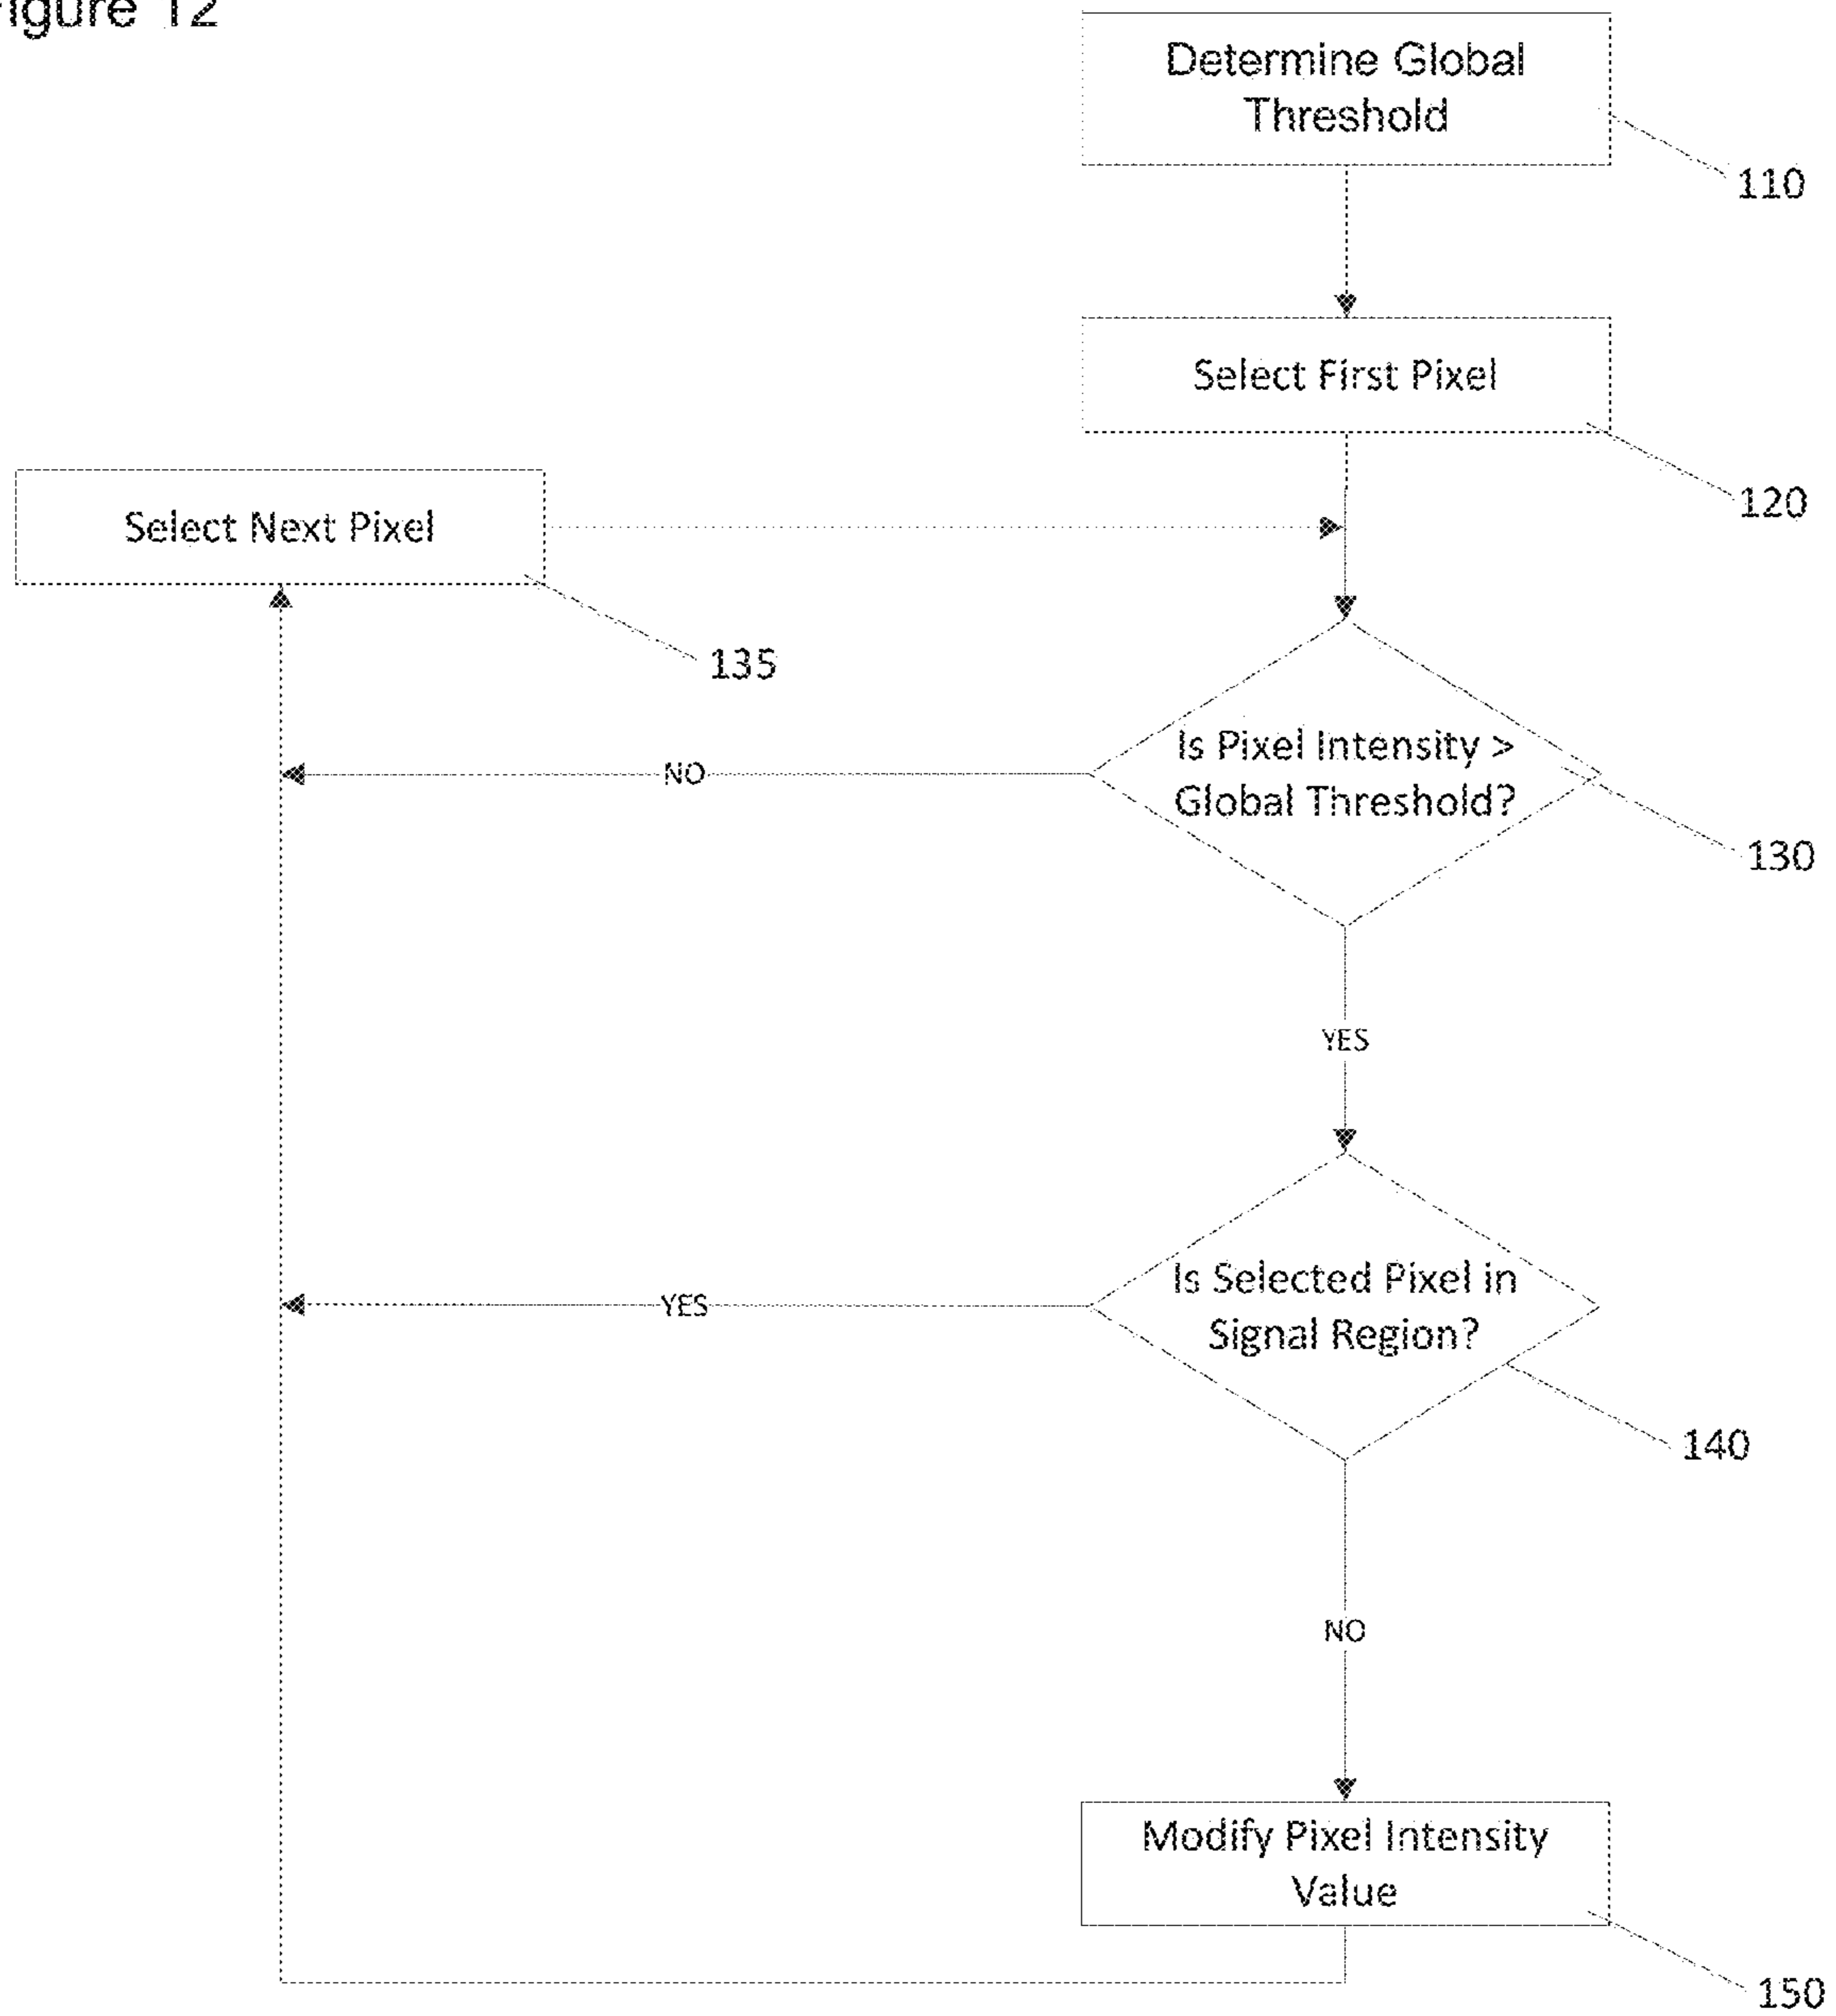 Figure 12
Determine Global
Threshold
110
Select First Pixel
120
Select Next Pixel
135
Is Pixel Intensity >
Global Threshold?
130
NO
YES
Is Selected Pixel in
Signal Region?
140
YES
NO
Modify Pixel Intensity
Value
150